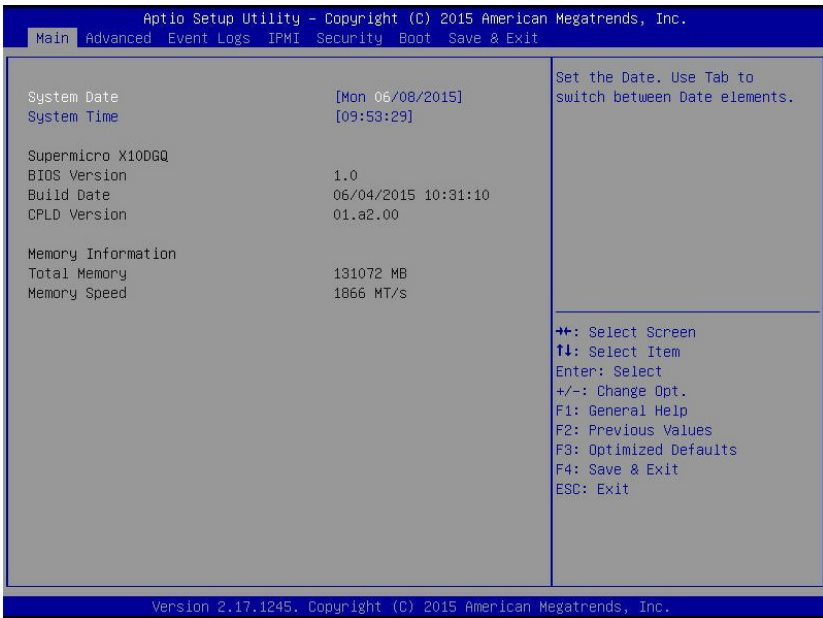 Aptio Setup Utility – Copyright (C) 2015 American Megatrends, Inc.
Main Advanced Event Logs IPMI Security Boot Save & Exit
System Date [Mon 06/08/2015]
System Time [09:53:29]
Supermicro X10DGQ
BIOS Version 1.0
Build Date 06/04/2015 10:31:10
CPLD Version 01.a2.00
Memory Information
Total Memory 131072 MB
Memory Speed 1866 MT/s
Set the Date. Use Tab to
switch between Date elements.
→←: Select Screen
↑↓: Select Item
Enter: Select
+/-: Change Opt.
F1: General Help
F2: Previous Values
F3: Optimized Defaults
F4: Save & Exit
ESC: Exit
Version 2.17.1245. Copyright (C) 2015 American Megatrends, Inc.